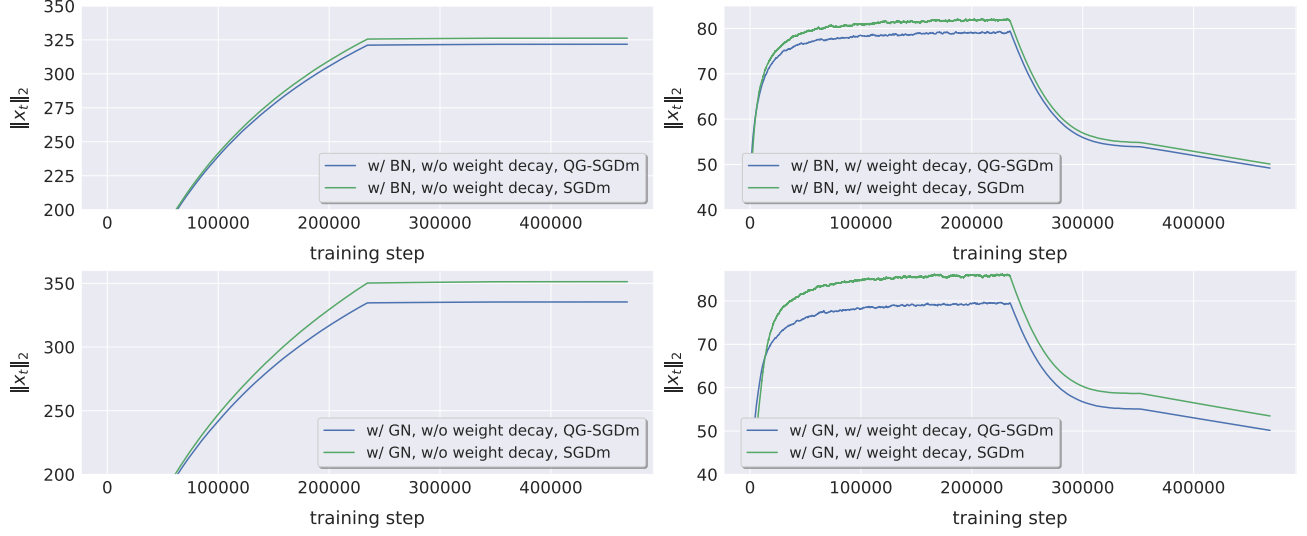 350
325
300
275
250
225
200
‖x_t‖₂
w/ BN, w/o weight decay, QG-SGDm
w/ BN, w/o weight decay, SGDm
0 100000 200000 300000 400000
training step
80
70
60
50
40
‖x_t‖₂
w/ BN, w/ weight decay, QG-SGDm
w/ BN, w/ weight decay, SGDm
0 100000 200000 300000 400000
training step
350
300
250
200
‖x_t‖₂
w/ GN, w/o weight decay, QG-SGDm
w/ GN, w/o weight decay, SGDm
0 100000 200000 300000 400000
training step
80
70
60
50
40
‖x_t‖₂
w/ GN, w/ weight decay, QG-SGDm
w/ GN, w/ weight decay, SGDm
0 100000 200000 300000 400000
training step